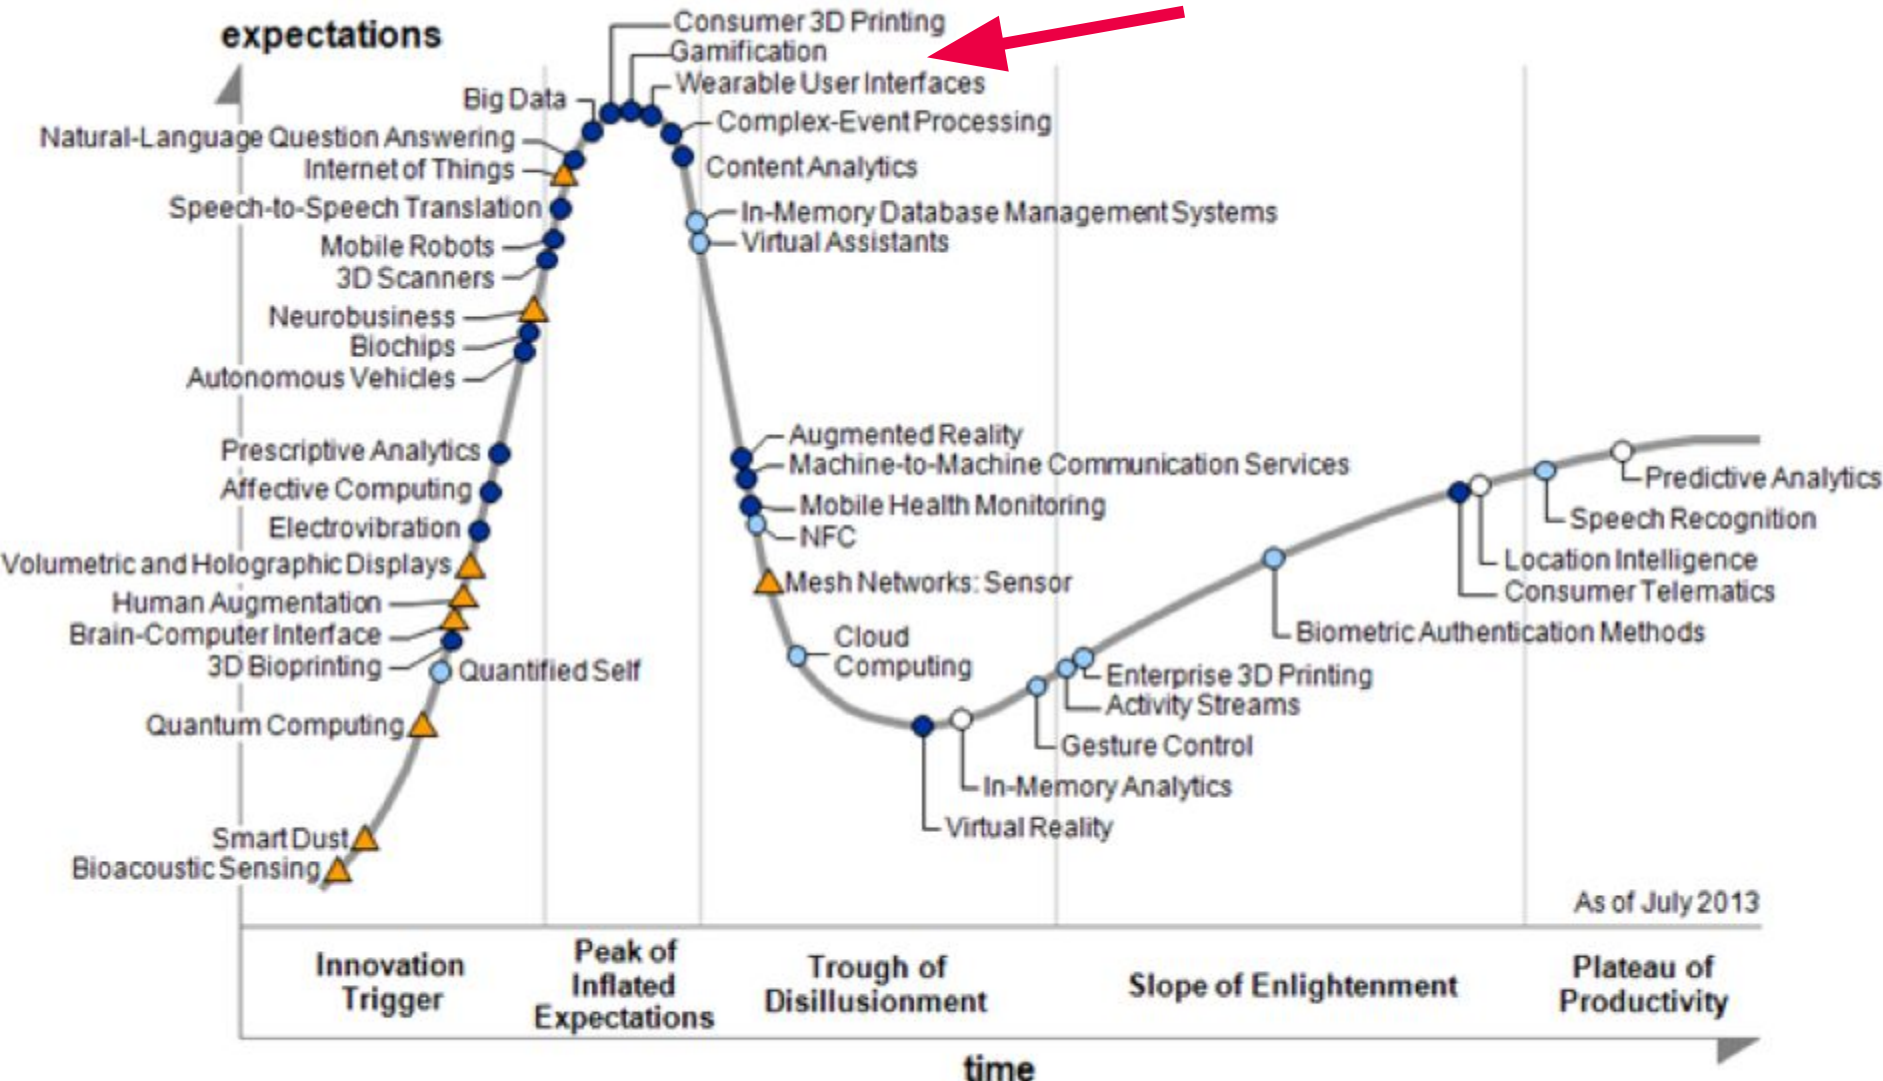 expectations
Consumer 3D Printing
Gamification
Wearable User Interfaces
Big Data
Complex-Event Processing
Natural-Language Question Answering
Content Analytics
Internet of Things
Speech-to-Speech Translation
In-Memory Database Management Systems
Mobile Robots
Virtual Assistants
3D Scanners
Neurobusiness
Biochips
Autonomous Vehicles
Prescriptive Analytics
Affective Computing
Electrovibration
Volumetric and Holographic Displays
Human Augmentation
Brain-Computer Interface
3D Bioprinting
Quantified Self
Quantum Computing
Smart Dust
Bioacoustic Sensing
Augmented Reality
Machine-to-Machine Communication Services
Mobile Health Monitoring
NFC
Mesh Networks: Sensor
Cloud
Computing
Predictive Analytics
Speech Recognition
Location Intelligence
Consumer Telematics
Biometric Authentication Methods
Enterprise 3D Printing
Activity Streams
Gesture Control
In-Memory Analytics
Virtual Reality
As of July 2013
Innovation
Trigger
Peak of
Inflated
Expectations
Trough of
Disillusionment
Slope of Enlightenment
Plateau of
Productivity
time